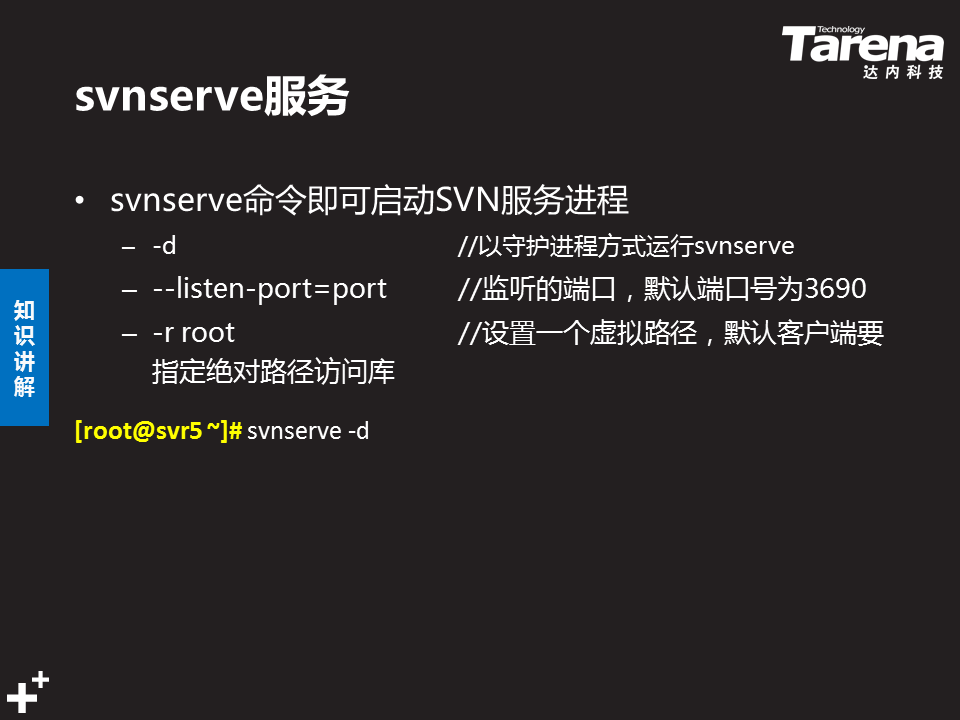 Technology
Tarena
达内科技
svnserve服务
• svnserve命令即可启动SVN服务进程
– -d //以守护进程方式运行svnserve
– --listen-port=port //监听的端口，默认端口号为3690
– -r root //设置一个虚拟路径，默认客户端要
指定绝对路径访问库
知识讲解
[root@svr5 ~]# svnserve -d